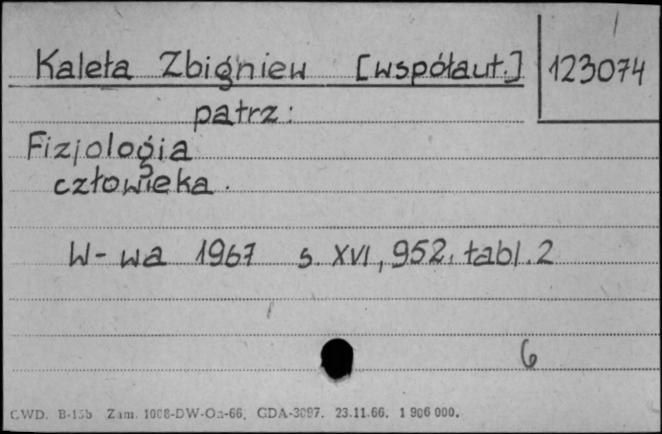 Kaleta Zbigniew [współaut.]
123074
patrz:
Fizjologia
człowieka.
W-wa 1967 s. XVI, 952, tabl. 2
6
CWD. B-15b Zam. 1008-DW-On-66. GDA-3097. 23.11.66. 1 906 000.